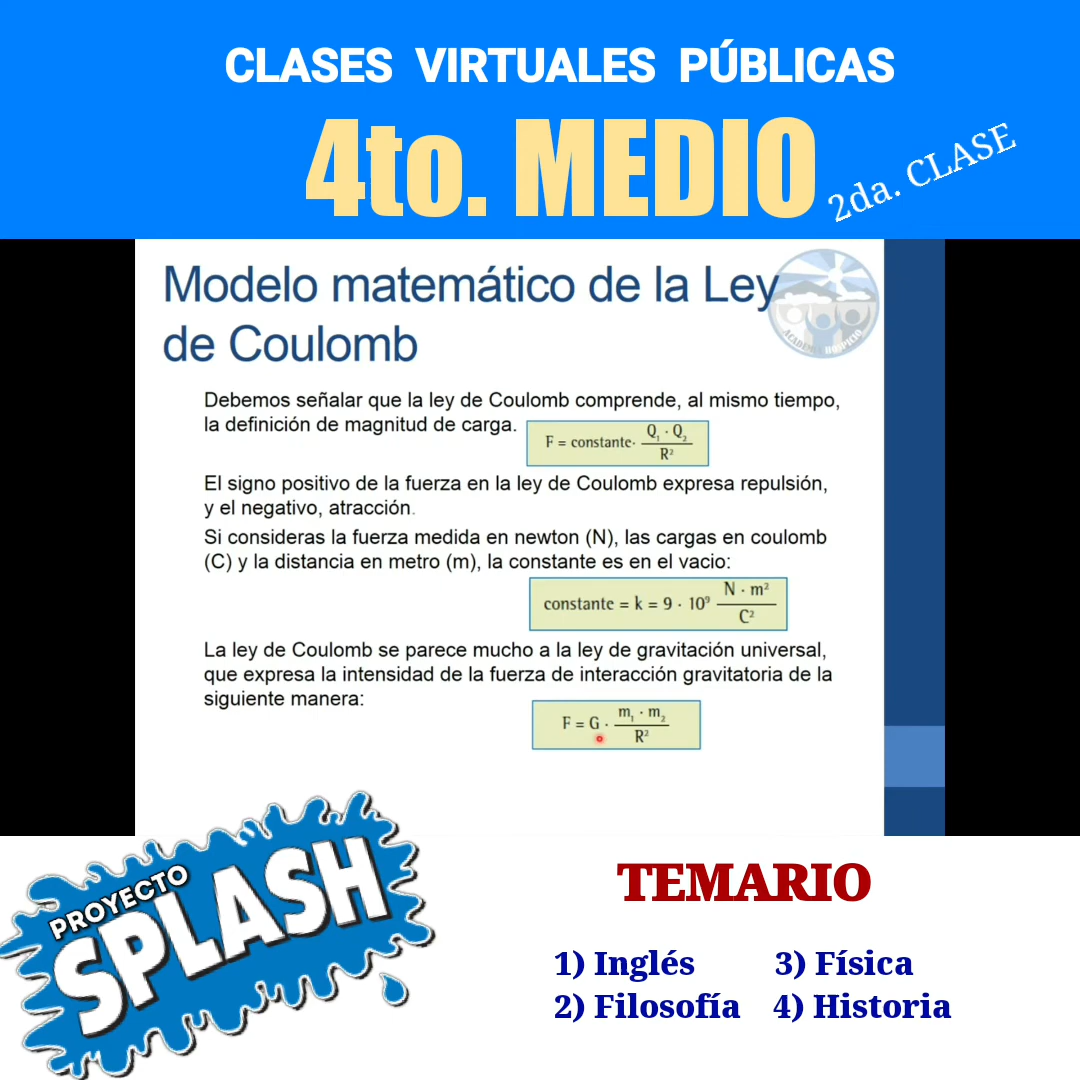 CLASES VIRTUALES PÚBLICAS
4to. MEDIO
2da. CLASE
Modelo matemático de la Ley
de Coulomb
ACADEMIA HOSPICIO
Debemos señalar que la ley de Coulomb comprende, al mismo tiempo,
la definición de magnitud de carga.
F = constante· Q₁ · Q₂ / R²
El signo positivo de la fuerza en la ley de Coulomb expresa repulsión,
y el negativo, atracción.
Si consideras la fuerza medida en newton (N), las cargas en coulomb
(C) y la distancia en metro (m), la constante es en el vacio:
constante = k = 9 · 10⁹ N · m² / C²
La ley de Coulomb se parece mucho a la ley de gravitación universal,
que expresa la intensidad de la fuerza de interacción gravitatoria de la
siguiente manera:
F = G · m₁ · m₂ / R²
PROYECTO
SPLASH
TEMARIO
1) Inglés 3) Física
2) Filosofía 4) Historia